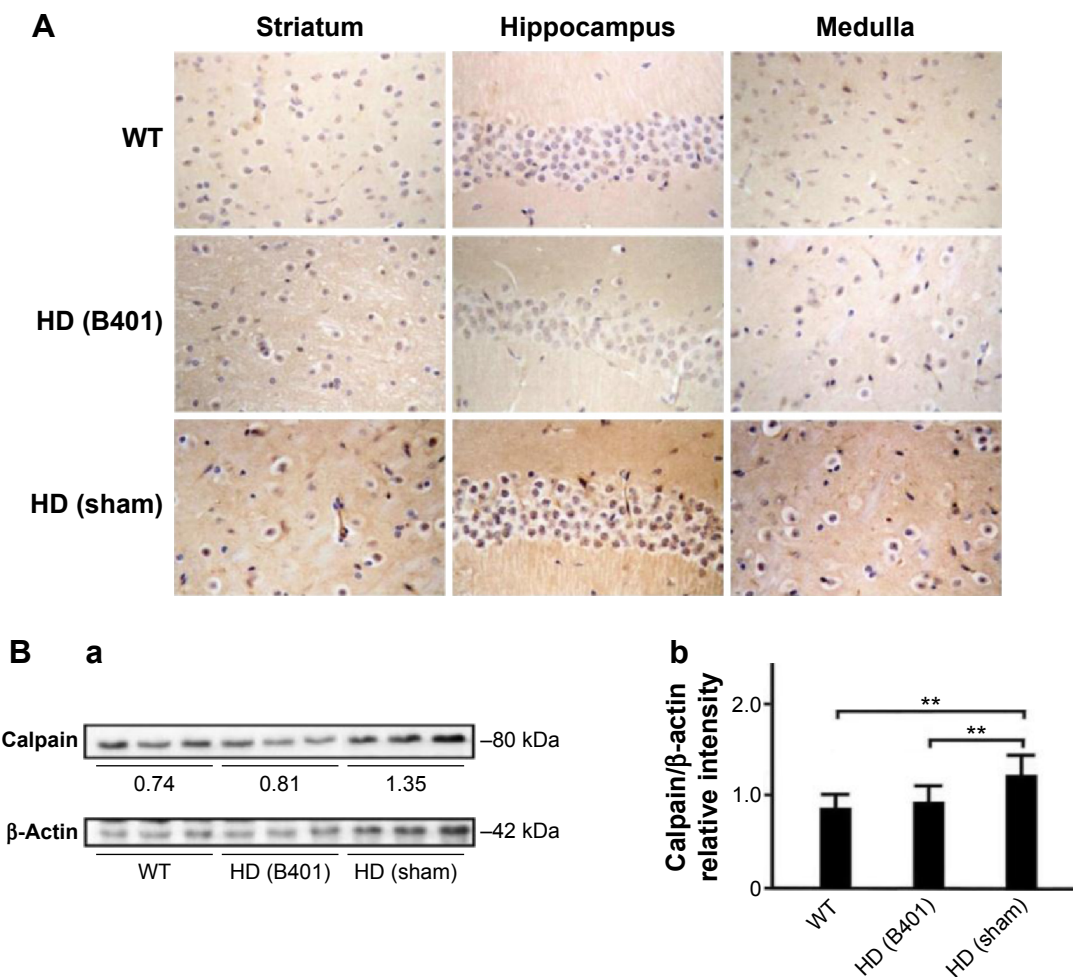 A
Striatum Hippocampus Medulla
WT
HD (B401)
HD (sham)
B a
Calpain –80 kDa
0.74 0.81 1.35
β-Actin –42 kDa
WT HD (B401) HD (sham)
b
Calpain/β-actin
relative intensity
2.0
1.0
0
**
**
WT
HD (B401)
HD (sham)